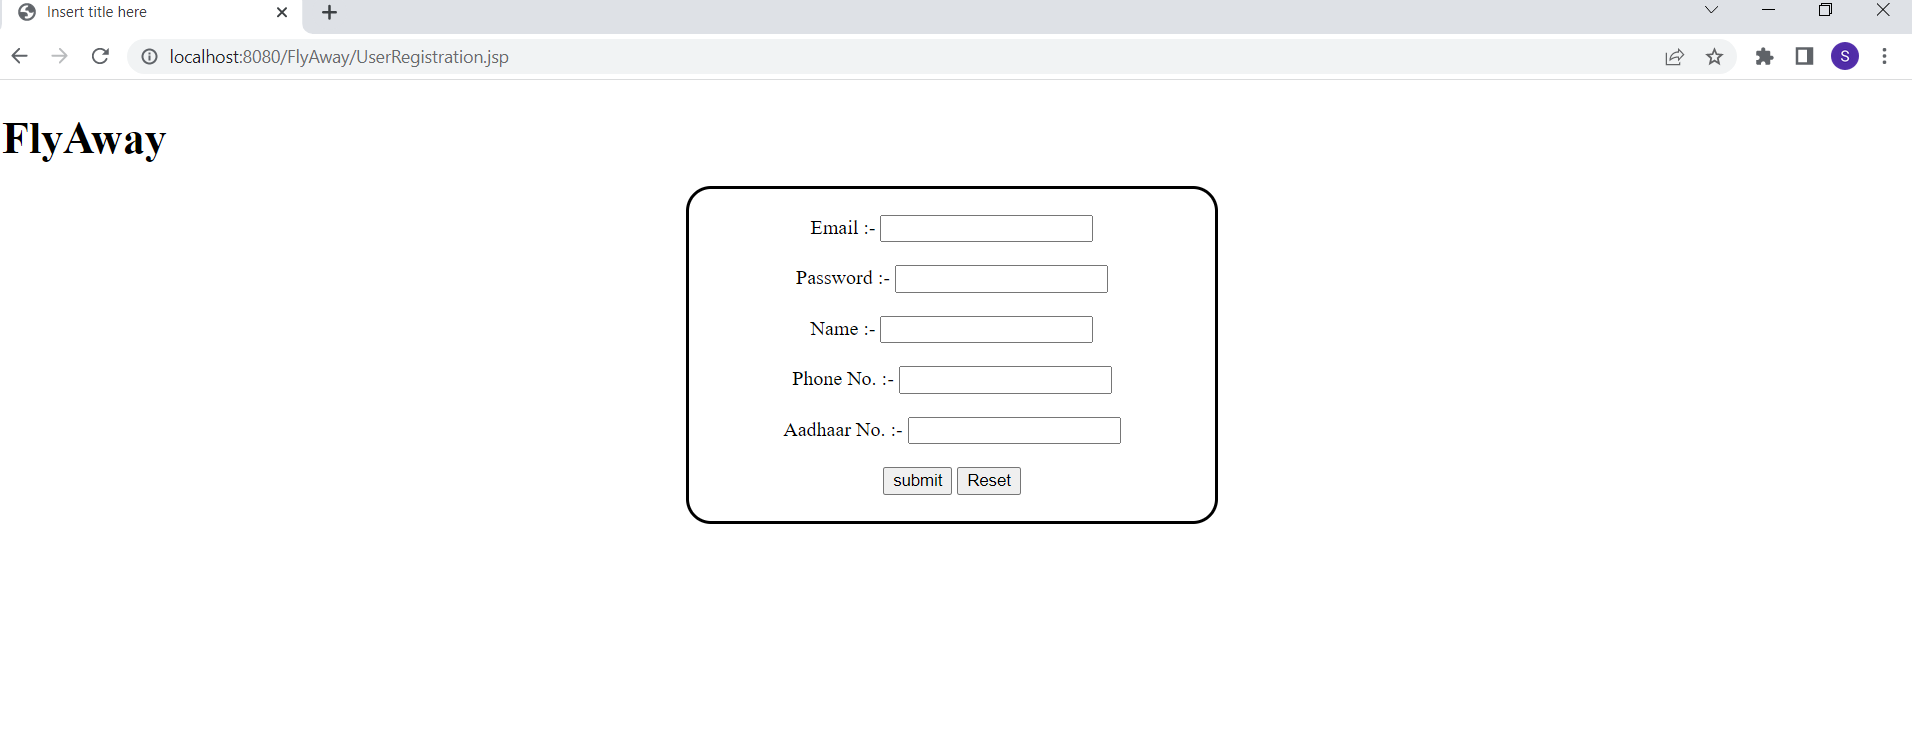 Insert title here
localhost:8080/FlyAway/UserRegistration.jsp
S
FlyAway
Email :-
Password :-
Name :-
Phone No. :-
Aadhaar No. :-
submit Reset